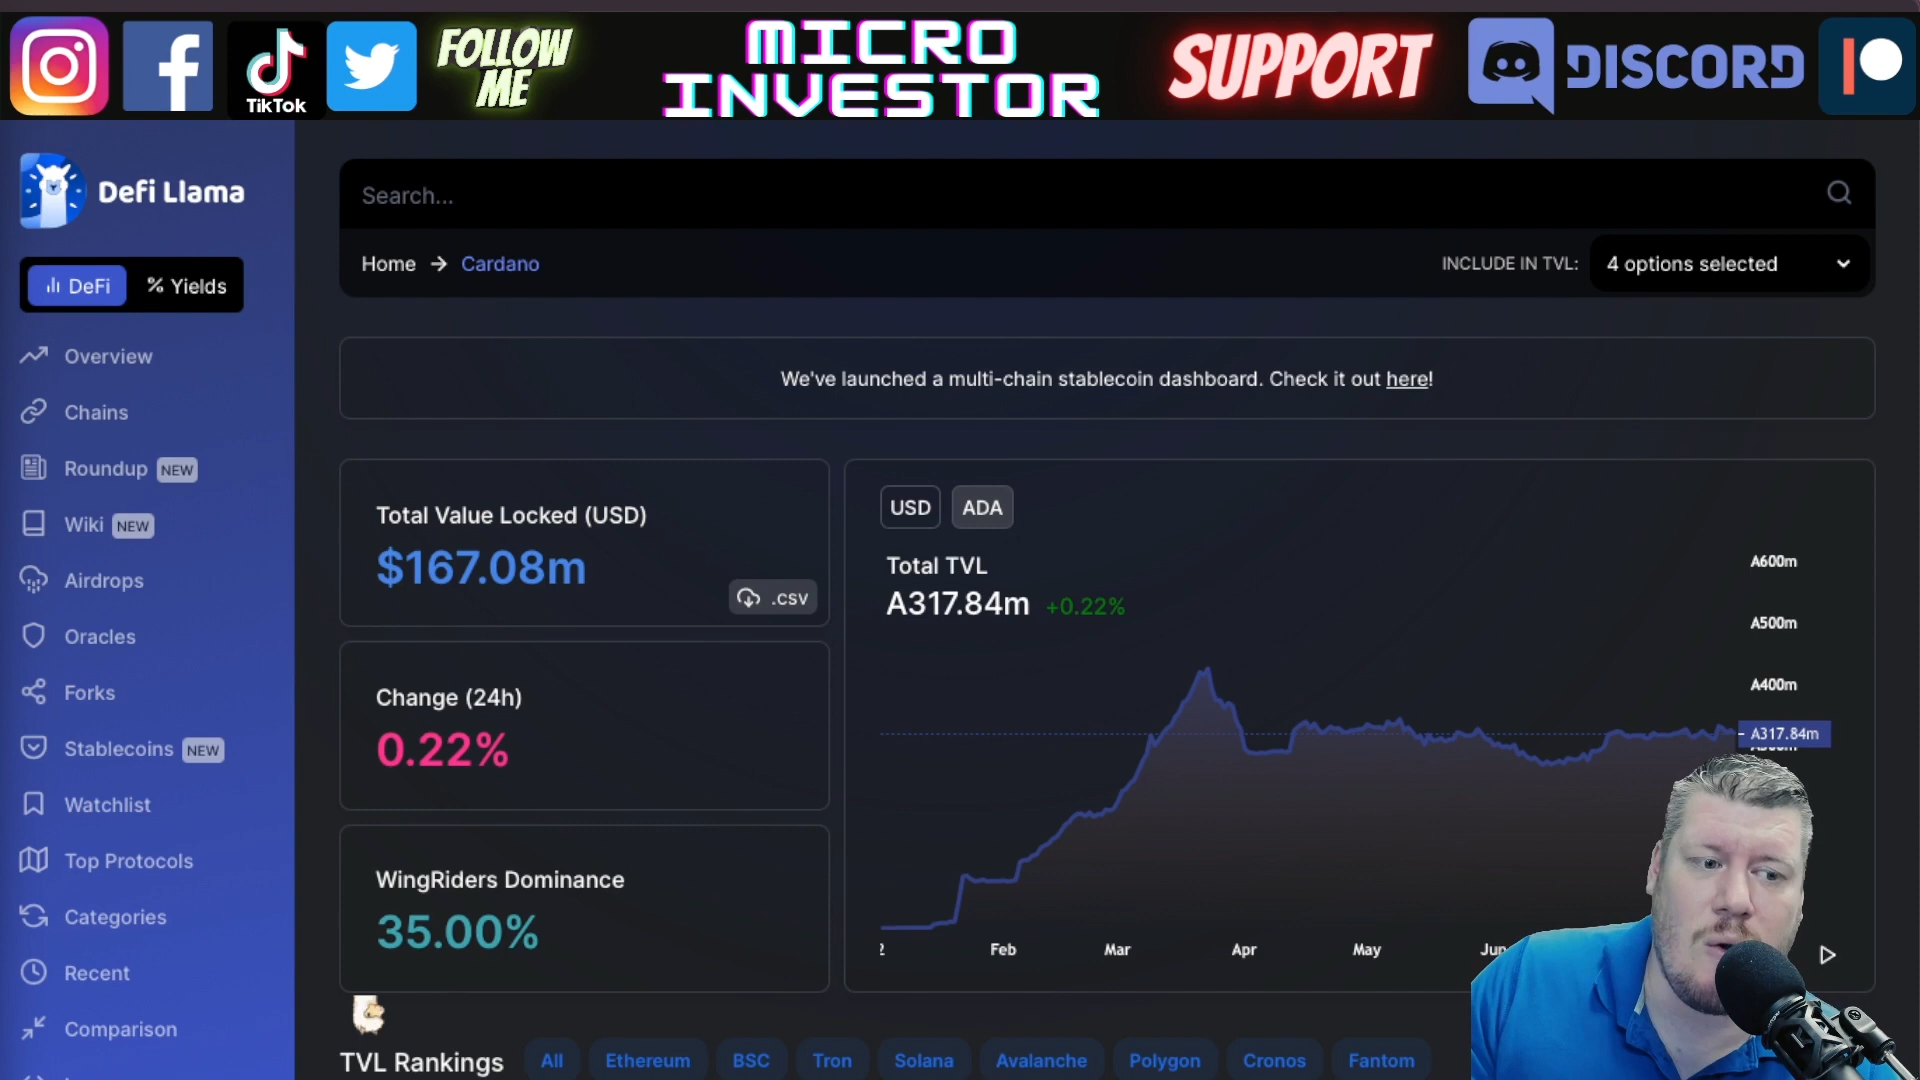 TikTok
FOLLOW
ME
MICRO
INVESTOR
SUPPORT
DISCORD
Defi Llama
DeFi
% Yields
Overview
Chains
Roundup NEW
Wiki NEW
Airdrops
Oracles
Forks
Stablecoins NEW
Watchlist
Top Protocols
Categories
Recent
Comparison
Search...
Home → Cardano
INCLUDE IN TVL: 4 options selected
We've launched a multi-chain stablecoin dashboard. Check it out here!
Total Value Locked (USD)
$167.08m
.csv
Change (24h)
0.22%
WingRiders Dominance
35.00%
USD ADA
Total TVL
A317.84m +0.22%
A600m
A500m
A400m
A317.84m
2 Feb Mar Apr May Jun
TVL Rankings All Ethereum BSC Tron Solana Avalanche Polygon Cronos Fantom